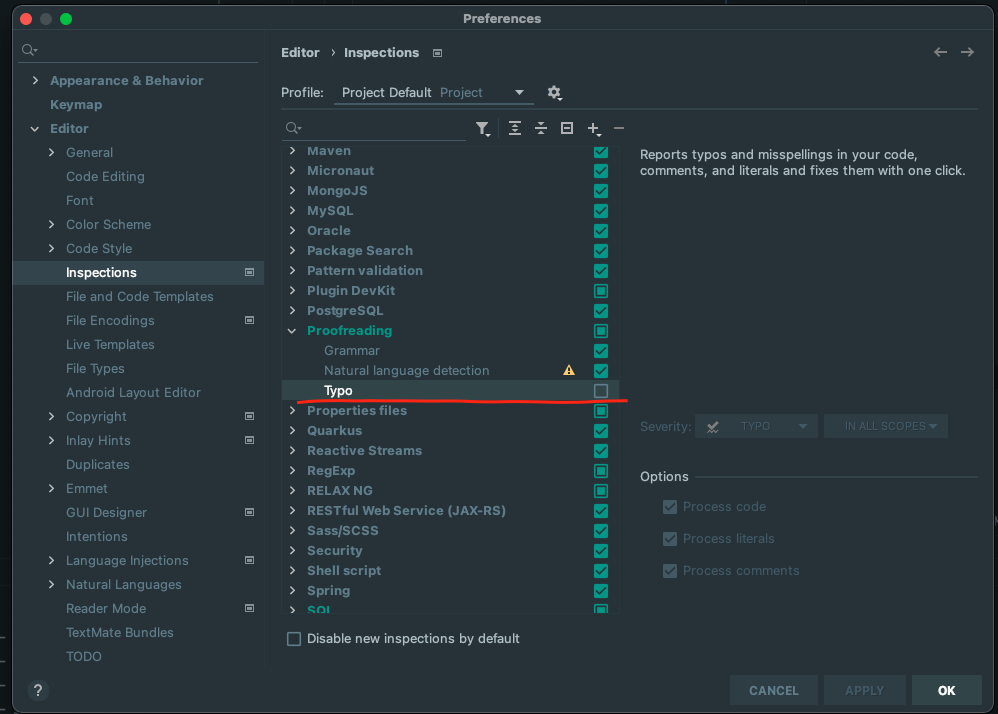 Preferences
Appearance & Behavior
Keymap
Editor
General
Code Editing
Font
Color Scheme
Code Style
Inspections
File and Code Templates
File Encodings
Live Templates
File Types
Android Layout Editor
Copyright
Inlay Hints
Duplicates
Emmet
GUI Designer
Intentions
Language Injections
Natural Languages
Reader Mode
TextMate Bundles
TODO
?
Editor › Inspections
Profile: Project Default Project
Maven
Micronaut
MongoJS
MySQL
Oracle
Package Search
Pattern validation
Plugin DevKit
PostgreSQL
Proofreading
Grammar
Natural language detection
Typo
Properties files
Quarkus
Reactive Streams
RegExp
RELAX NG
RESTful Web Service (JAX-RS)
Sass/SCSS
Security
Shell script
Spring
SQL
Disable new inspections by default
Reports typos and misspellings in your code,
comments, and literals and fixes them with one click.
Severity: TYPO IN ALL SCOPES
Options
Process code
Process literals
Process comments
CANCEL APPLY OK